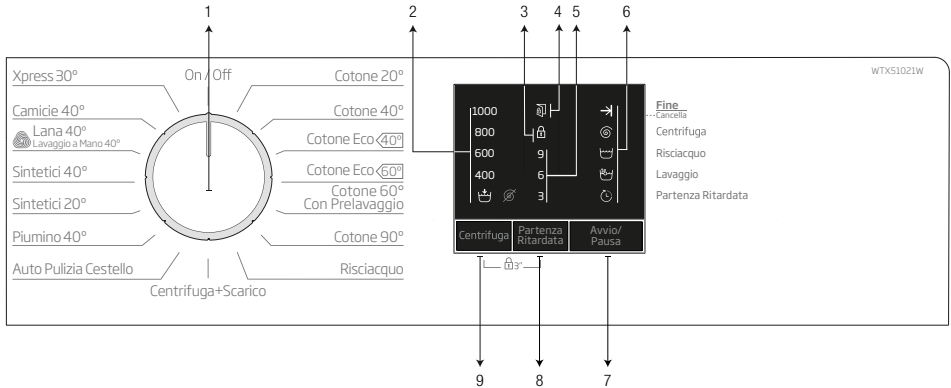 1
2
3
4
5
6
WTX51021W
On / Off
Xpress 30°
Camicie 40°
Lana 40°
Lavaggio a Mano 40°
Sintetici 40°
Sintetici 20°
Piumino 40°
Auto Pulizia Cestello
Centrifuga+Scarico
Cotone 20°
Cotone 40°
Cotone Eco 40°
Cotone Eco 60°
Cotone 60°
Con Prelavaggio
Cotone 90°
Risciacquo
1000
800
600
400
9
6
3
Fine
Cancella
Centrifuga
Risciacquo
Lavaggio
Partenza Ritardata
Centrifuga
Partenza
Ritardata
Avvio/
Pausa
3"
9
8
7